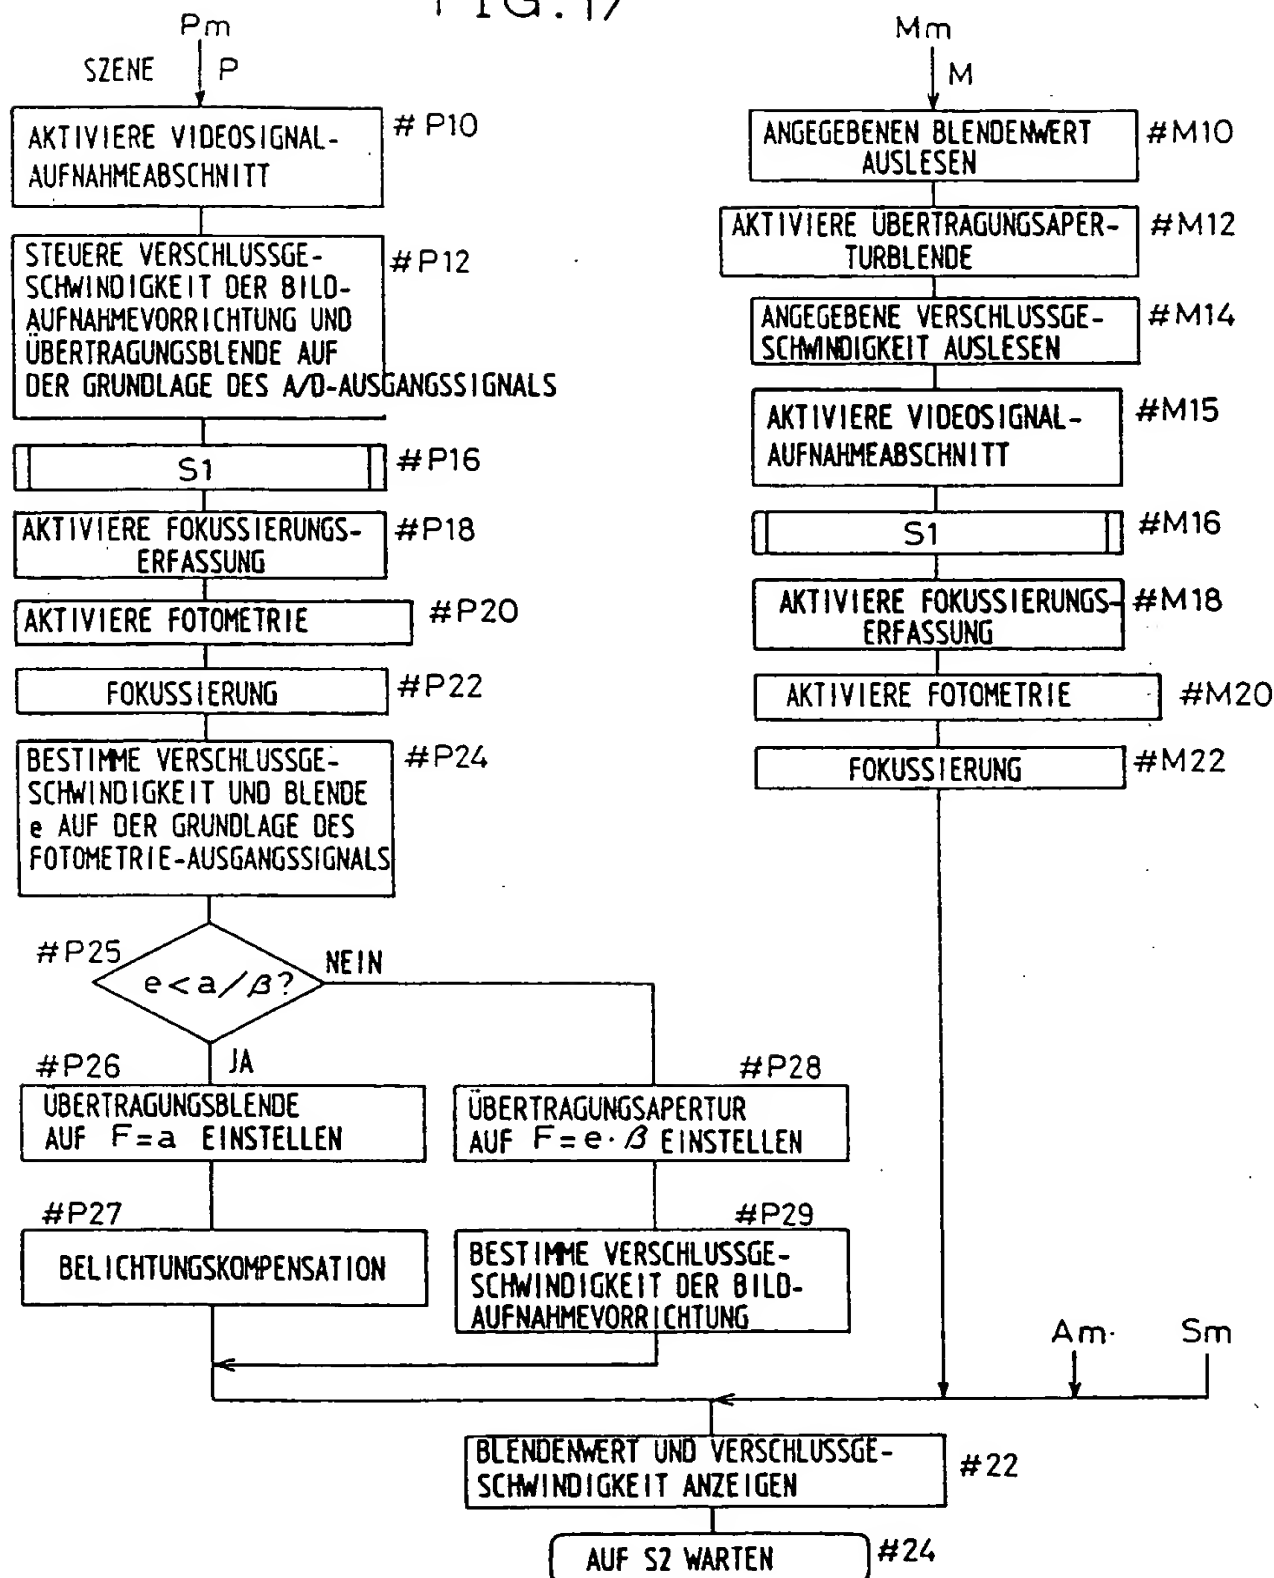 FIG. 17
Pm
SZENE P
#P10
AKTIVIERE VIDEOSIGNAL-
AUFNAHMEABSCHNITT
#P12
STEUERE VERSCHLUSSGE-
SCHWINDIGKEIT DER BILD-
AUFNAHMEVORRICHTUNG UND
ÜBERTRAGUNGSBLENDE AUF
DER GRUNDLAGE DES A/D-AUSGANGSSIGNALS
S1 #P16
AKTIVIERE FOKUSSIERUNGS-
ERFASSUNG
#P18
AKTIVIERE FOTOMETRIE #P20
FOKUSSIERUNG #P22
BESTIMME VERSCHLUSSGE-
SCHWINDIGKEIT UND BLENDE
e AUF DER GRUNDLAGE DES
FOTOMETRIE-AUSGANGSSIGNALS
#P24
#P25
e<a/β?
NEIN
JA
#P26
ÜBERTRAGUNGSBLENDE
AUF F=a EINSTELLEN
#P27
BELICHTUNGSKOMPENSATION
#P28
ÜBERTRAGUNGSAPERTUR
AUF F=e·β EINSTELLEN
#P29
BESTIMME VERSCHLUSSGE-
SCHWINDIGKEIT DER BILD-
AUFNAHMEVORRICHTUNG
Mm
M
ANGEGEBENEN BLENDENWERT
AUSLESEN
#M10
AKTIVIERE ÜBERTRAGUNGSAPER-
TURBLENDE
#M12
ANGEGEBENE VERSCHLUSSGE-
SCHWINDIGKEIT AUSLESEN
#M14
AKTIVIERE VIDEOSIGNAL-
AUFNAHMEABSCHNITT
#M15
S1 #M16
AKTIVIERE FOKUSSIERUNGS-
ERFASSUNG
#M18
AKTIVIERE FOTOMETRIE #M20
FOKUSSIERUNG #M22
Am Sm
BLENDENWERT UND VERSCHLUSSGE-
SCHWINDIGKEIT ANZEIGEN
#22
AUF S2 WARTEN #24